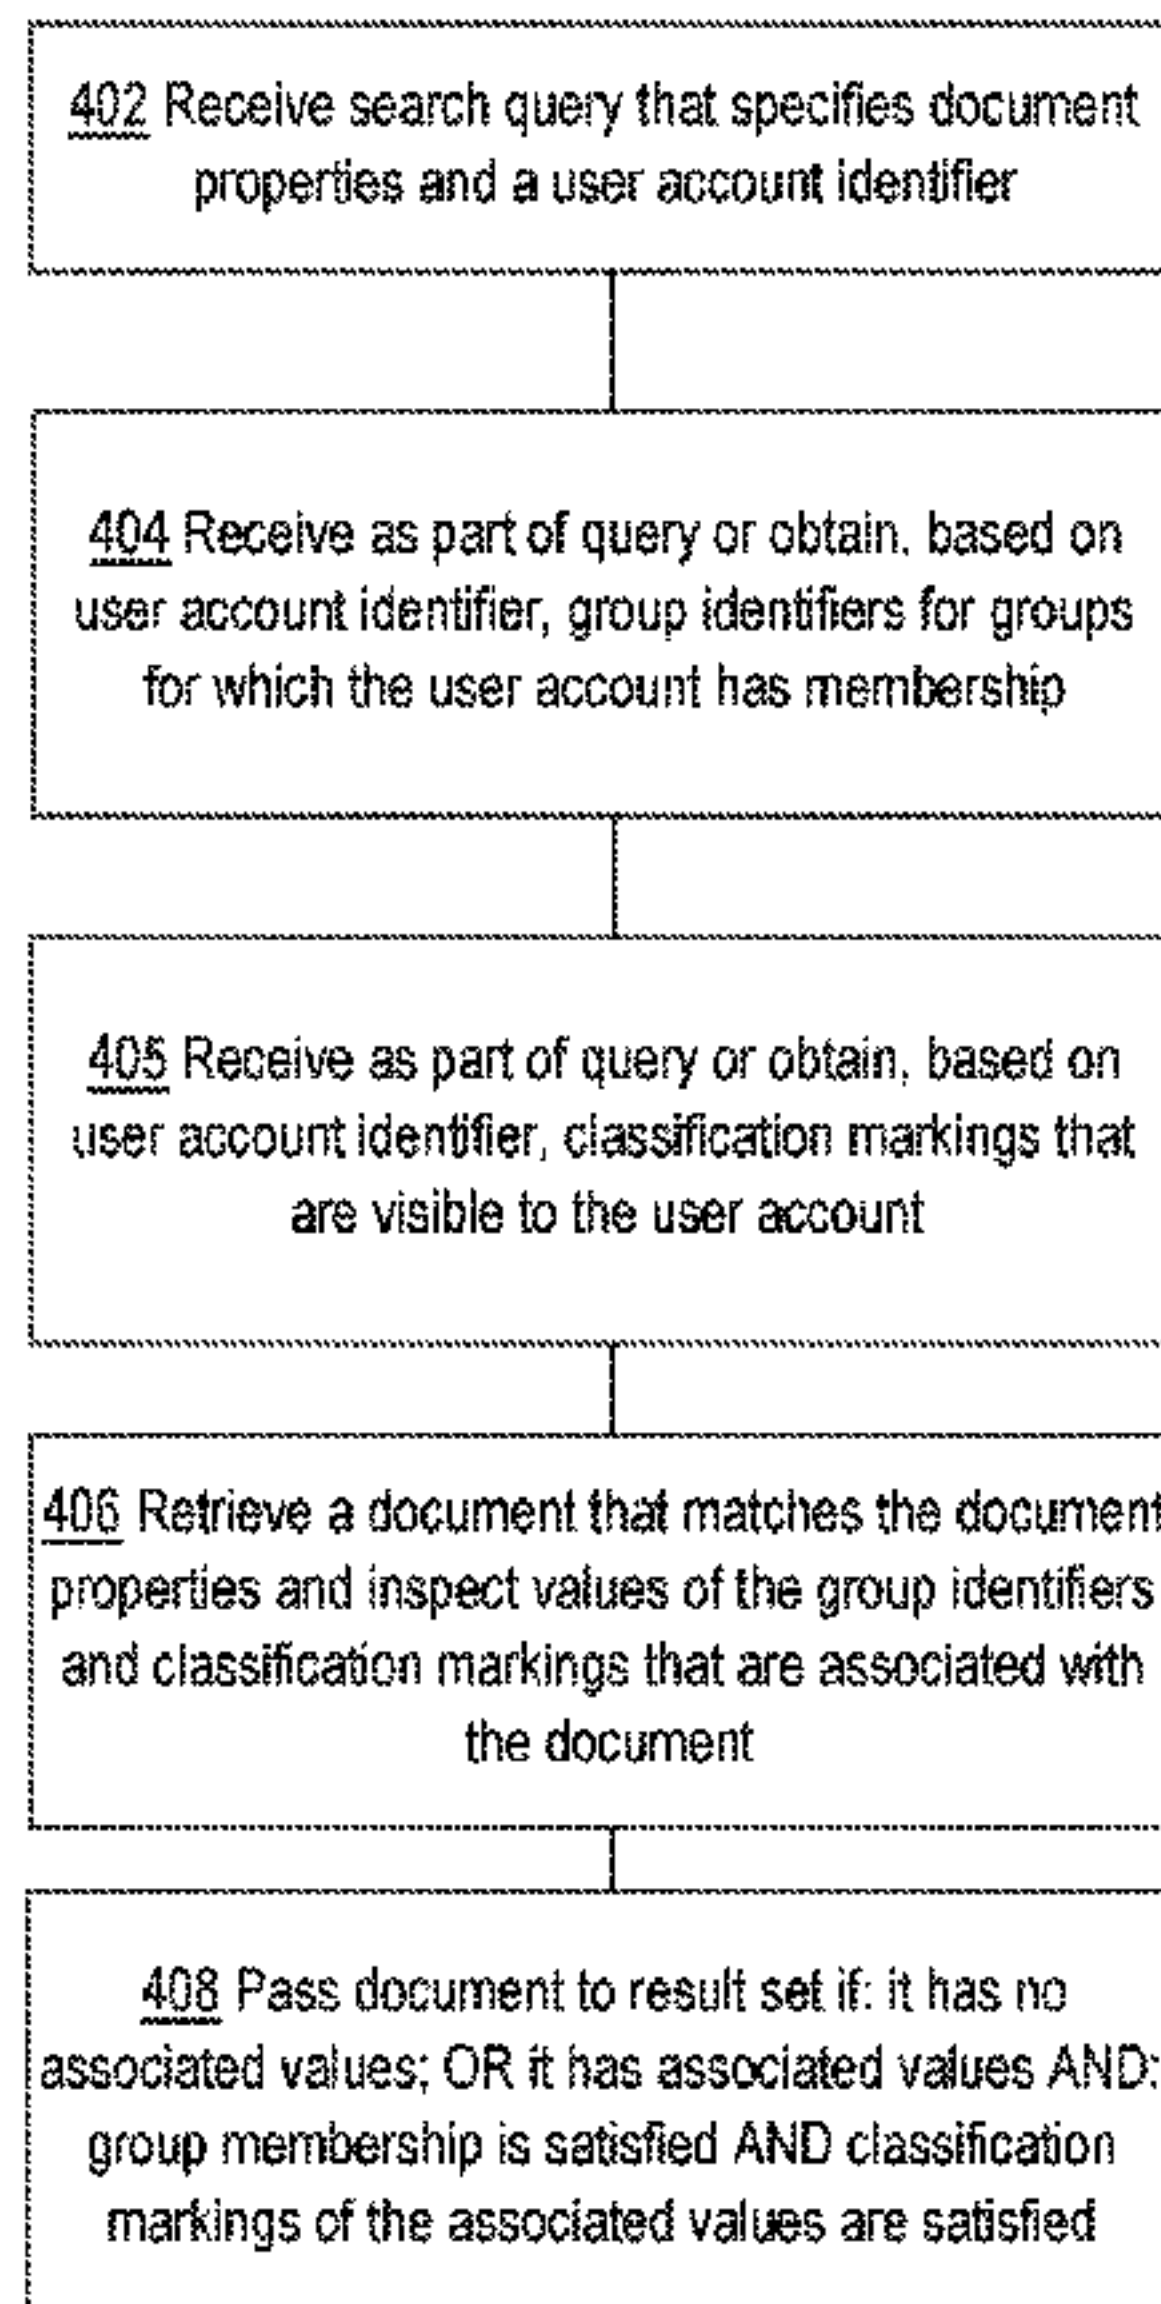 402 Receive search query that specifies document
properties and a user account identifier
404 Receive as part of query or obtain, based on
user account identifier, group identifiers for groups
for which the user account has membership
405 Receive as part of query or obtain, based on
user account identifier, classification markings that
are visible to the user account
406 Retrieve a document that matches the document
properties and inspect values of the group identifiers
and classification markings that are associated with
the document
408 Pass document to result set if: it has no
associated values; OR it has associated values AND:
group membership is satisfied AND classification
markings of the associated values are satisfied